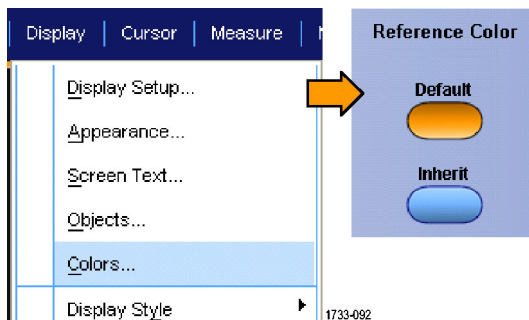 Display Cursor Measure
Display Setup...
Appearance...
Screen Text...
Objects...
Colors...
Display Style
Reference Color
Default
Inherit
1733-092